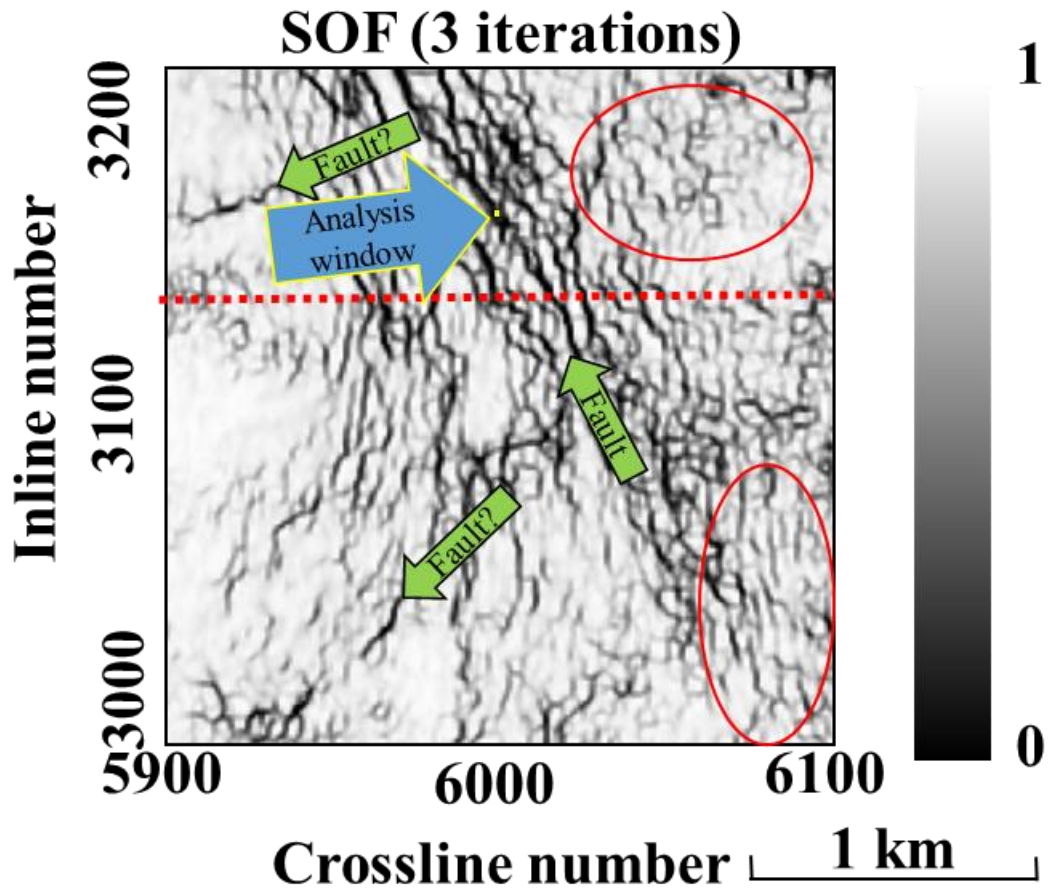 SOF (3 iterations)
1
3200
Fault?
Analysis
window
Inline number
3100
Fault
Fault?
3000
0
5900
6000
6100
Crossline number
1 km